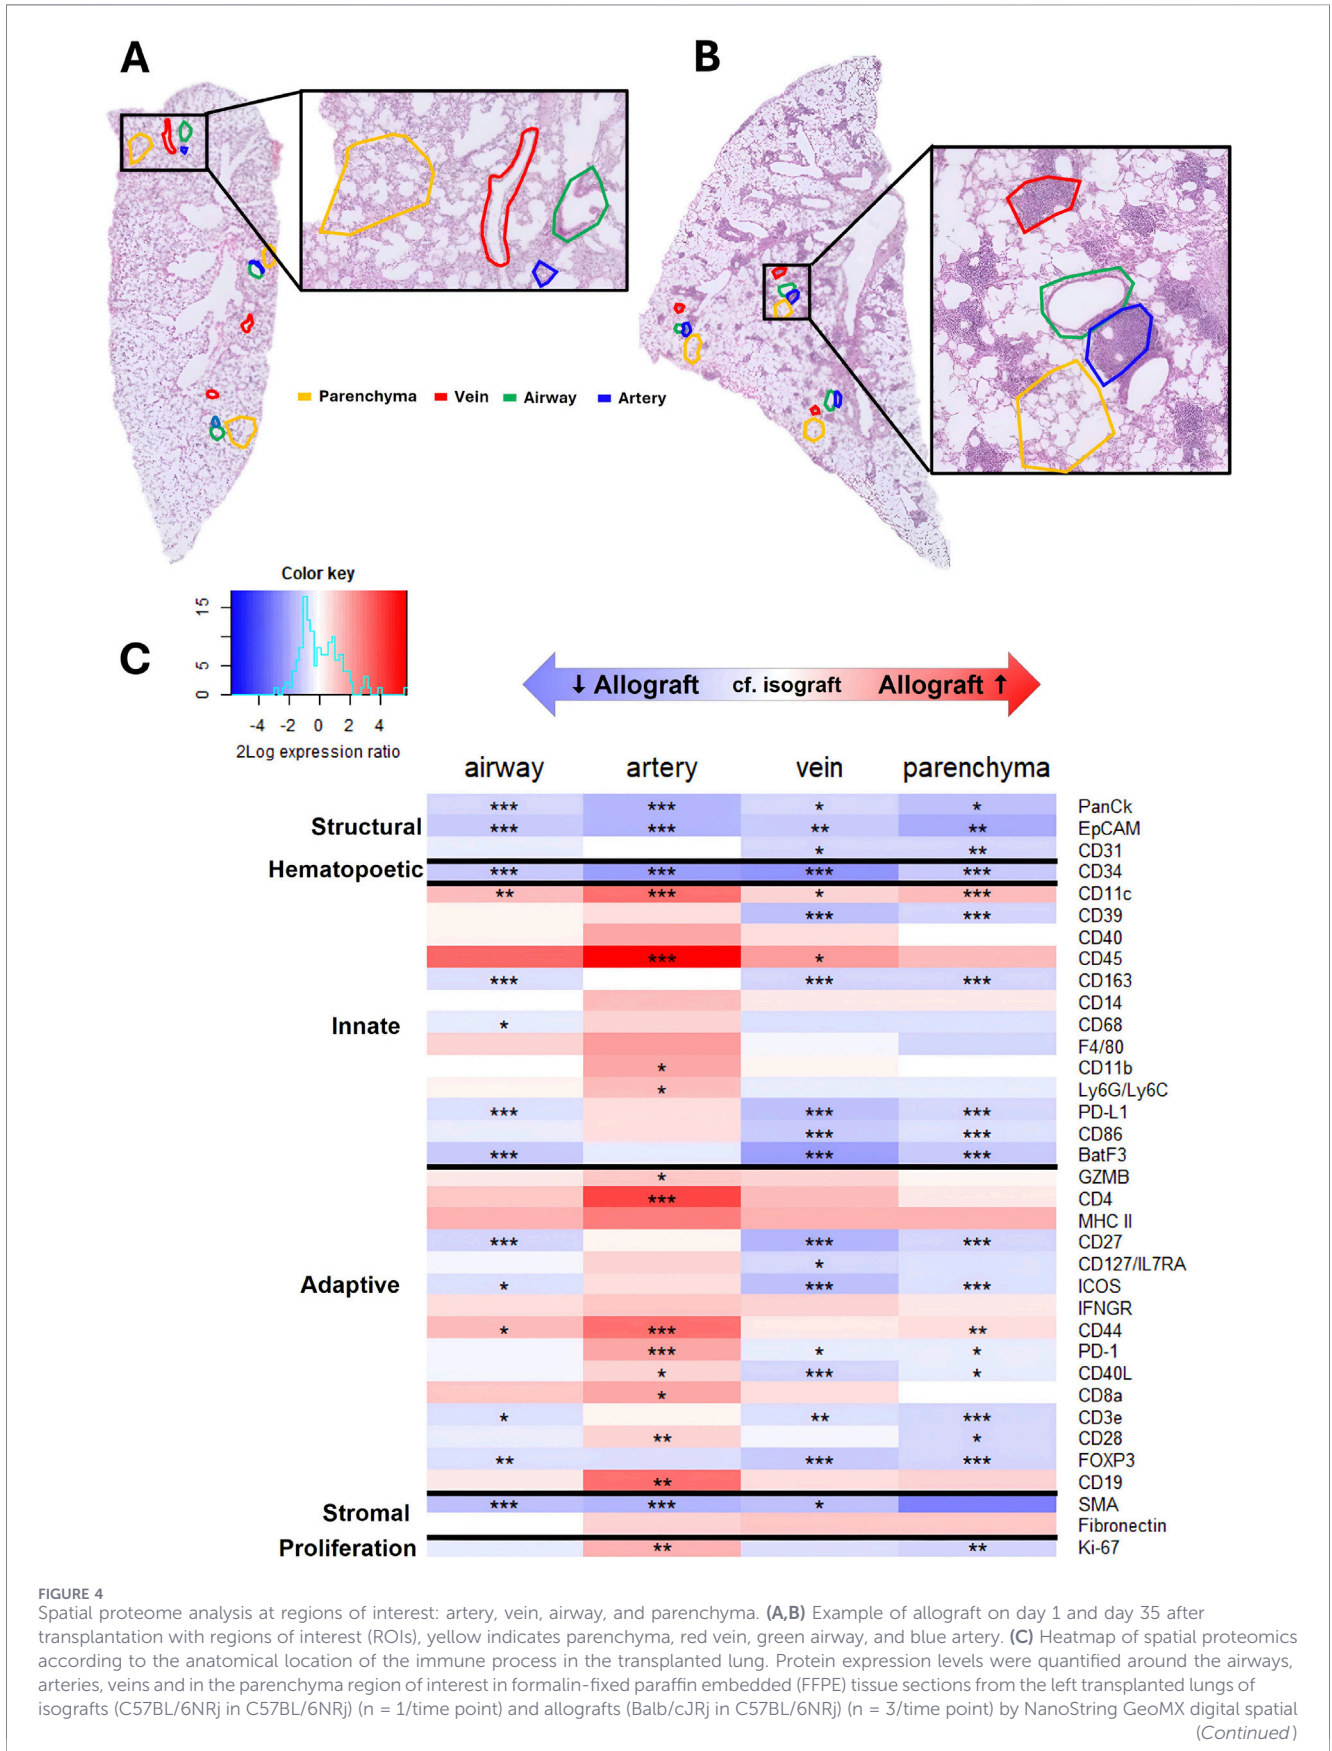 A
B
Parenchyma Vein Airway Artery
Color key
15
5
0
-4 -2 0 2 4
2Log expression ratio
C
↓ Allograft cf. isograft Allograft ↑
airway artery vein parenchyma
Structural
Hematopoetic
Innate
Adaptive
Stromal
Proliferation
*** *** * * PanCk
*** *** ** ** EpCAM
* ** CD31
*** *** *** *** CD34
** *** * *** CD11c
*** *** CD39
CD40
*** * CD45
*** *** *** CD163
CD14
* CD68
F4/80
* CD11b
* Ly6G/Ly6C
*** *** *** PD-L1
*** *** CD86
*** *** *** BatF3
* GZMB
*** CD4
MHC II
*** *** *** CD27
* CD127/IL7RA
* *** *** ICOS
IFNGR
* *** ** CD44
*** * * PD-1
* *** * CD40L
* CD8a
* ** *** CD3e
** * CD28
** *** *** FOXP3
** CD19
*** *** * SMA
Fibronectin
** ** Ki-67
FIGURE 4
Spatial proteome analysis at regions of interest: artery, vein, airway, and parenchyma. (A,B) Example of allograft on day 1 and day 35 after
transplantation with regions of interest (ROIs), yellow indicates parenchyma, red vein, green airway, and blue artery. (C) Heatmap of spatial proteomics
according to the anatomical location of the immune process in the transplanted lung. Protein expression levels were quantified around the airways,
arteries, veins and in the parenchyma region of interest in formalin-fixed paraffin embedded (FFPE) tissue sections from the left transplanted lungs of
isografts (C57BL/6NRj in C57BL/6NRj) (n = 1/time point) and allografts (Balb/cJRj in C57BL/6NRj) (n = 3/time point) by NanoString GeoMX digital spatial
(Continued)